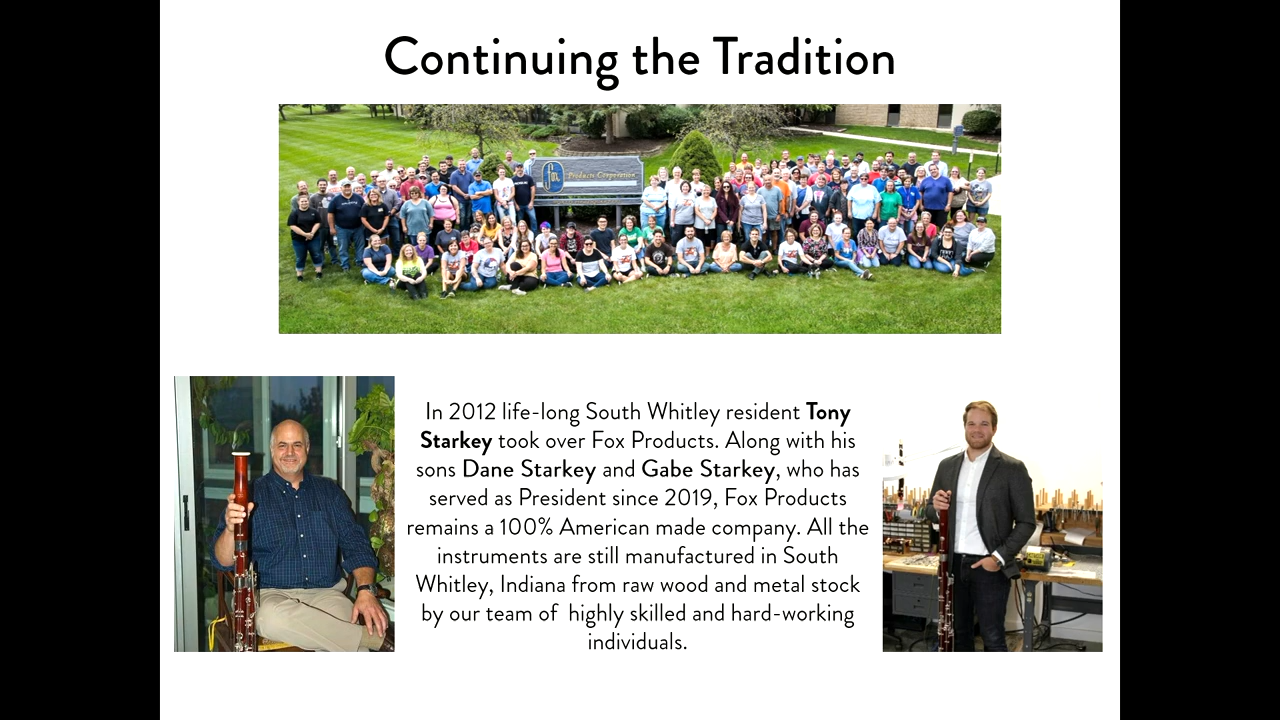 Continuing the Tradition
Fox Products Corporation
In 2012 life-long South Whitley resident Tony
Starkey took over Fox Products. Along with his
sons Dane Starkey and Gabe Starkey, who has
served as President since 2019, Fox Products
remains a 100% American made company. All the
instruments are still manufactured in South
Whitley, Indiana from raw wood and metal stock
by our team of  highly skilled and hard-working
individuals.